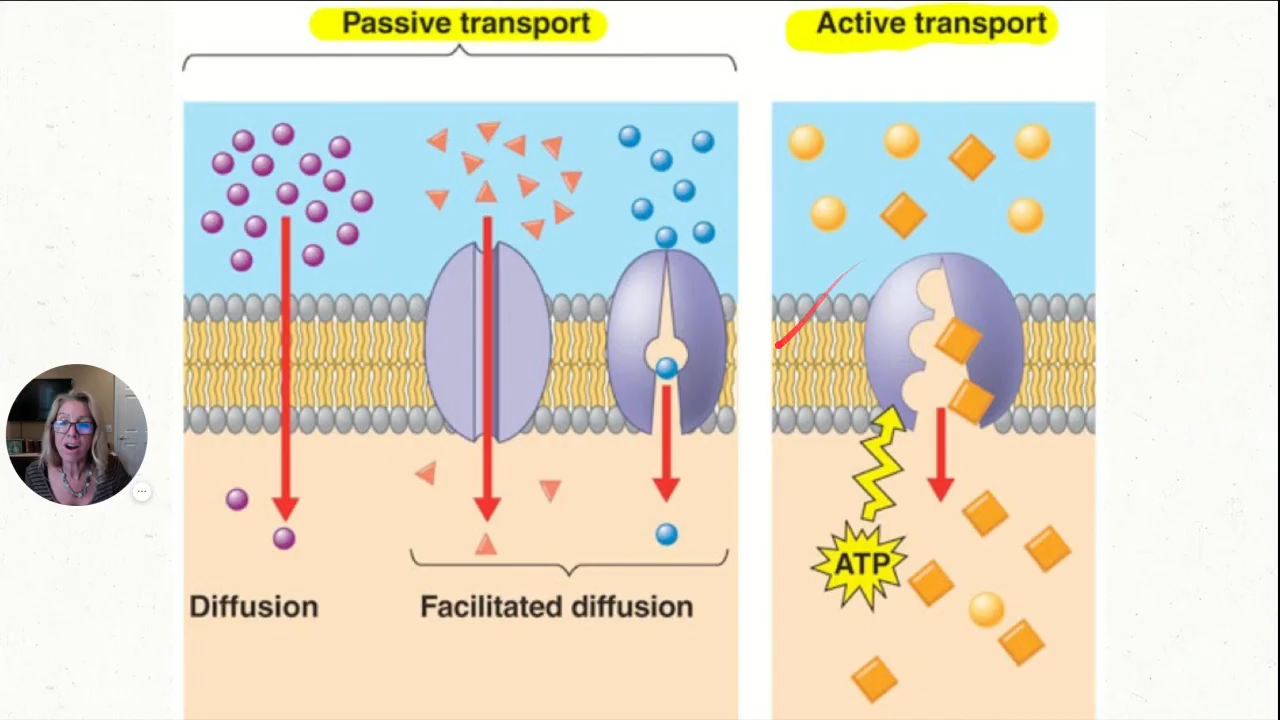 Passive transport
Active transport
ATP
Diffusion
Facilitated diffusion